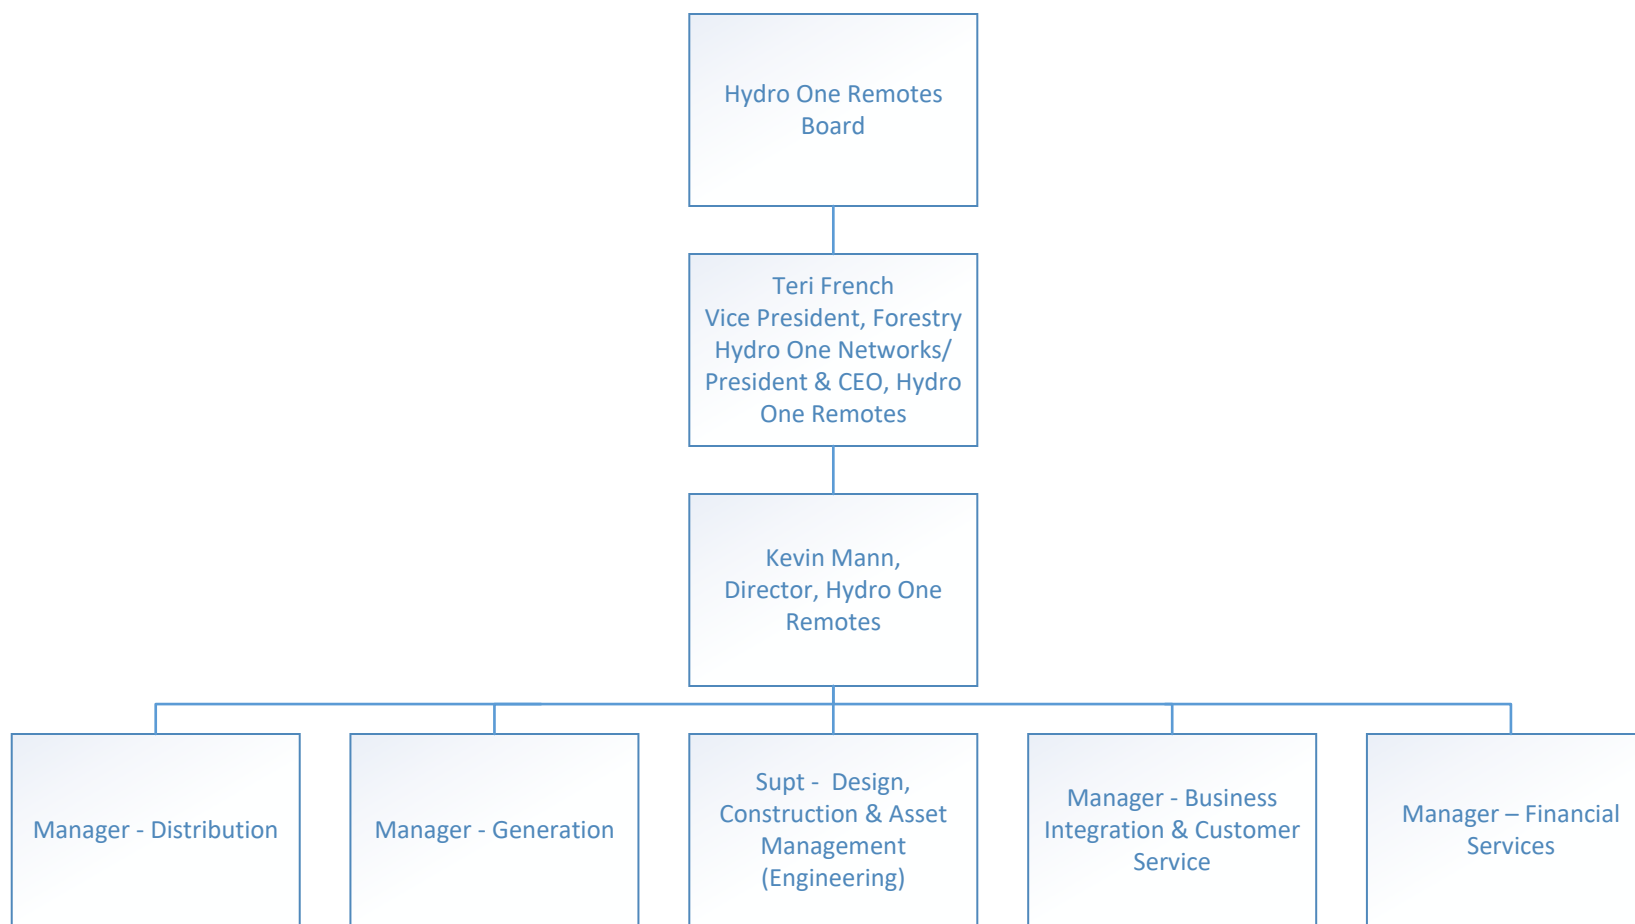 Hydro One Remotes
Board
Teri French
Vice President, Forestry
Hydro One Networks/
President & CEO, Hydro
One Remotes
Kevin Mann,
Director, Hydro One
Remotes
Manager - Distribution
Manager - Generation
Supt -  Design,
Construction & Asset
Management
(Engineering)
Manager - Business
Integration & Customer
Service
Manager – Financial
Services